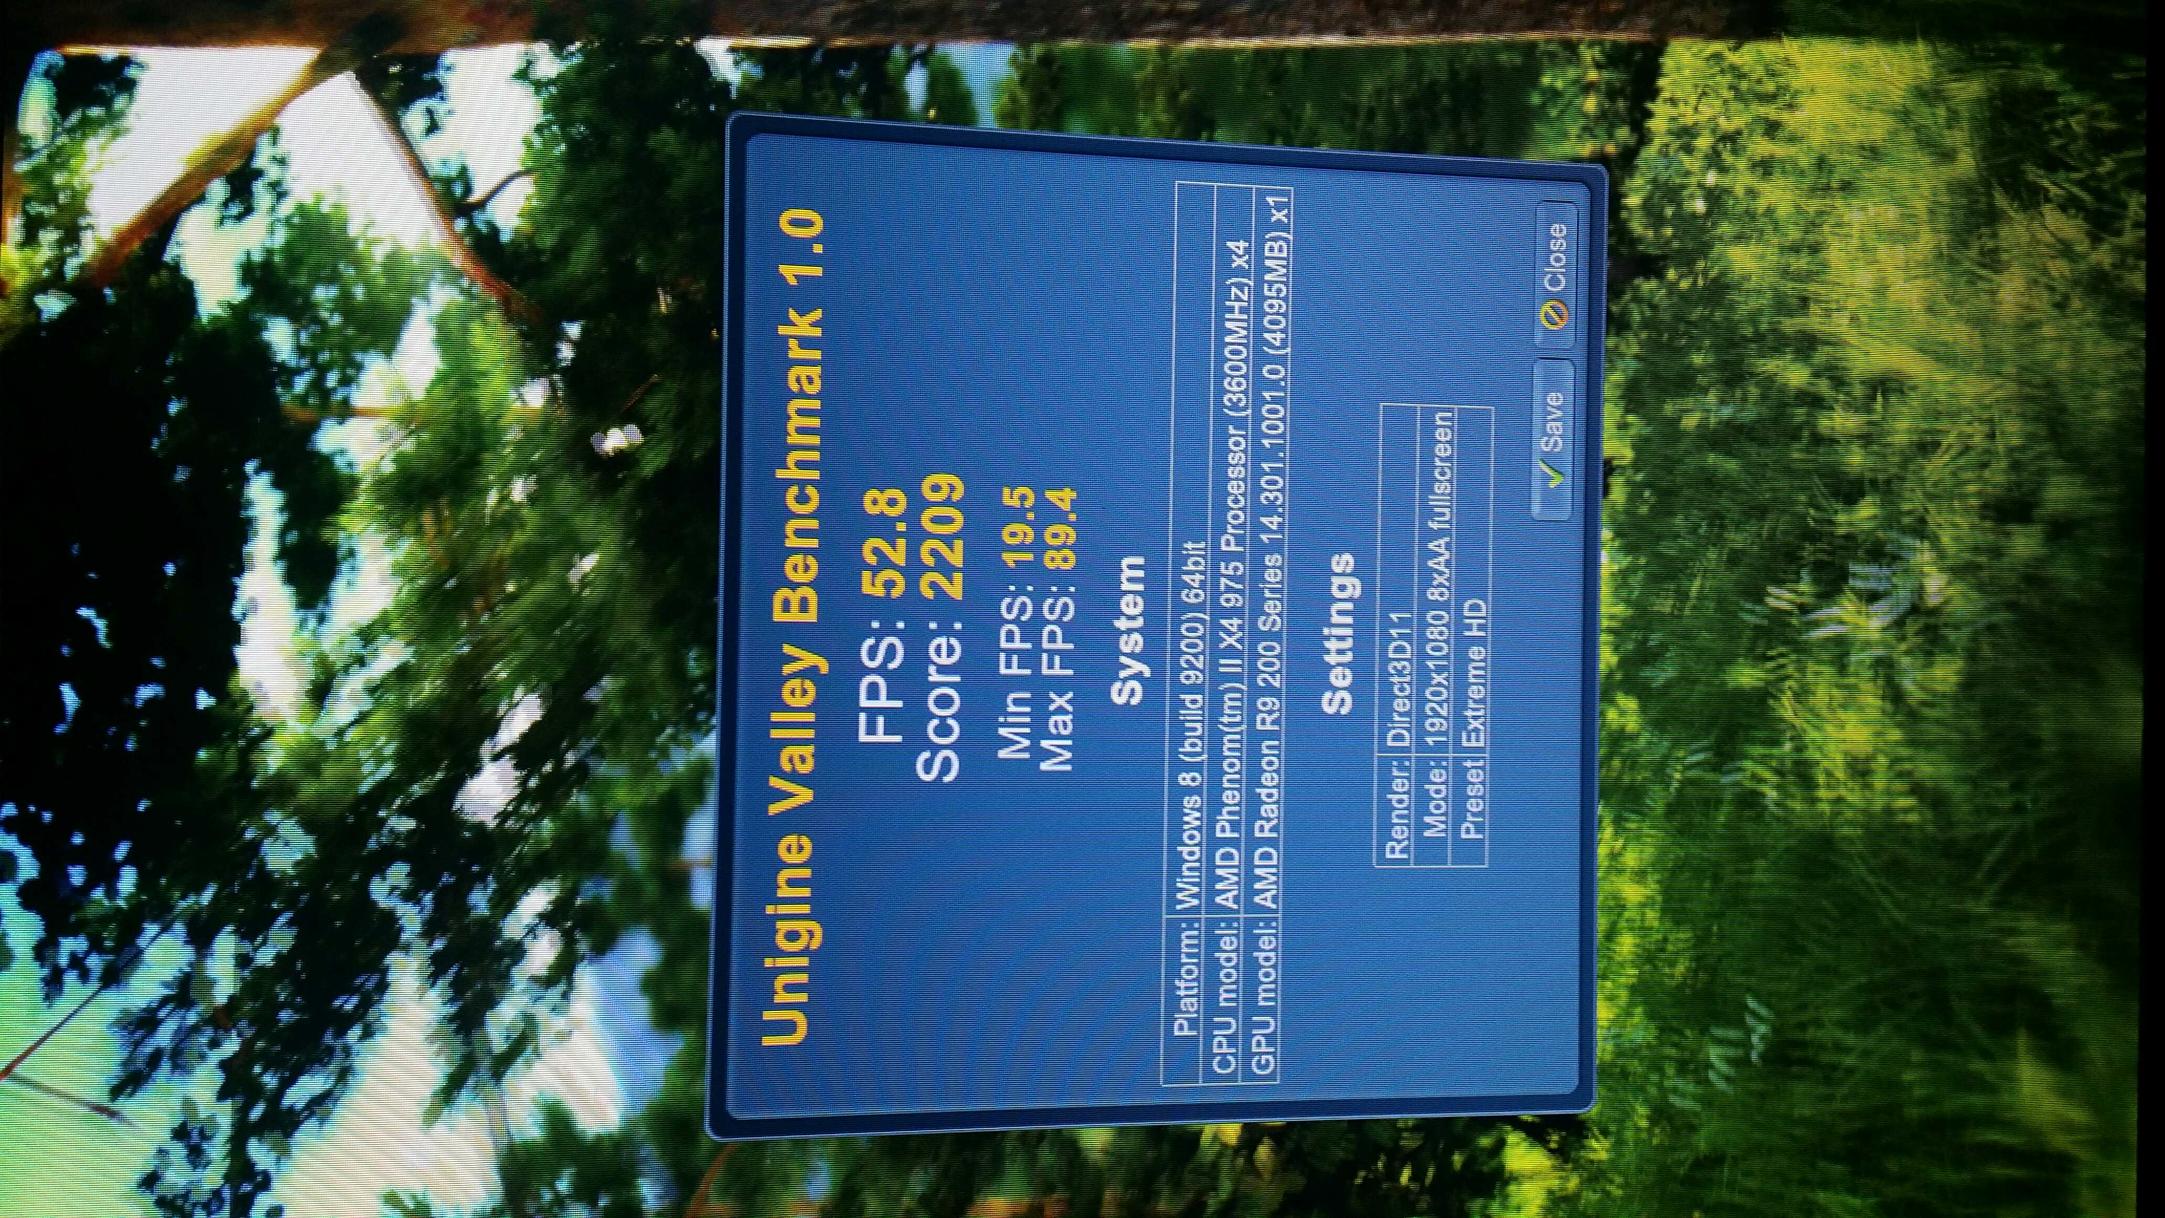 Unigine Valley Benchmark 1.0
FPS: 52.8
Score: 2209
Min FPS: 19.5
Max FPS: 89.4
System
Platform: Windows 8 (build 9200) 64bit
CPU model: AMD Phenom(tm) II X4 975 Processor (3600MHz) x4
GPU model: AMD Radeon R9 200 Series 14.301.1001.0 (4095MB) x1
Settings
Render: Direct3D11
Mode: 1920x1080 8xAA fullscreen
Preset Extreme HD
Save Close